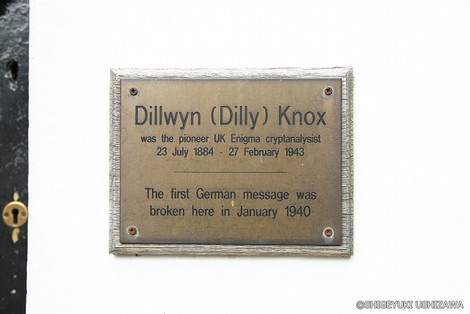 Dillwyn (Dilly) Knox
was the pioneer UK Enigma cryptanalysist
23 July 1884 - 27 February 1943
The first German message was
broken here in January 1940
©SHIGEYUKI USHIZAWA